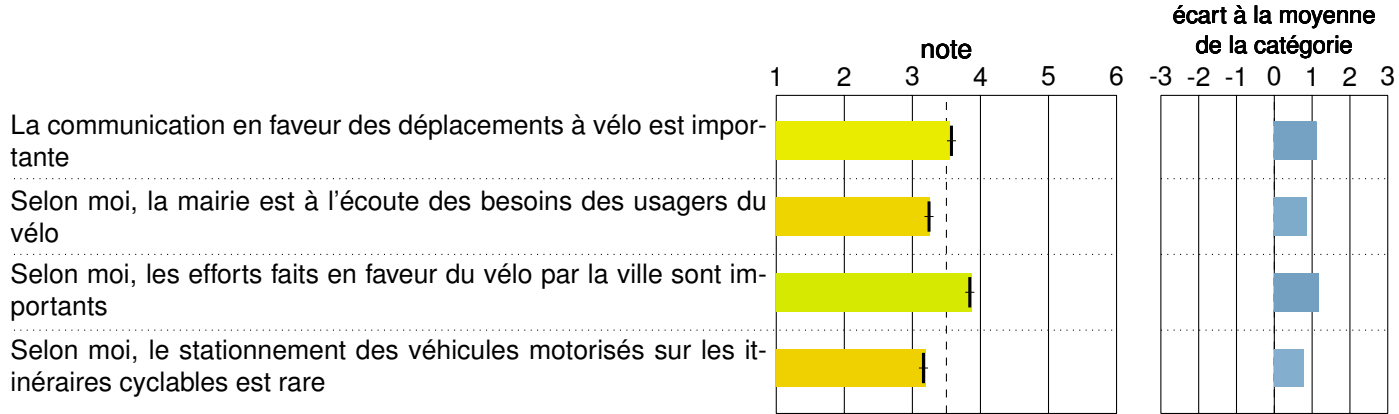 écart à la moyenne
note de la catégorie
1 2 3 4 5 6 -3 -2 -1 0 1 2 3
La communication en faveur des déplacements à vélo est impor-
tante
Selon moi, la mairie est à l'écoute des besoins des usagers du
vélo
Selon moi, les efforts faits en faveur du vélo par la ville sont im-
portants
Selon moi, le stationnement des véhicules motorisés sur les it-
inéraires cyclables est rare